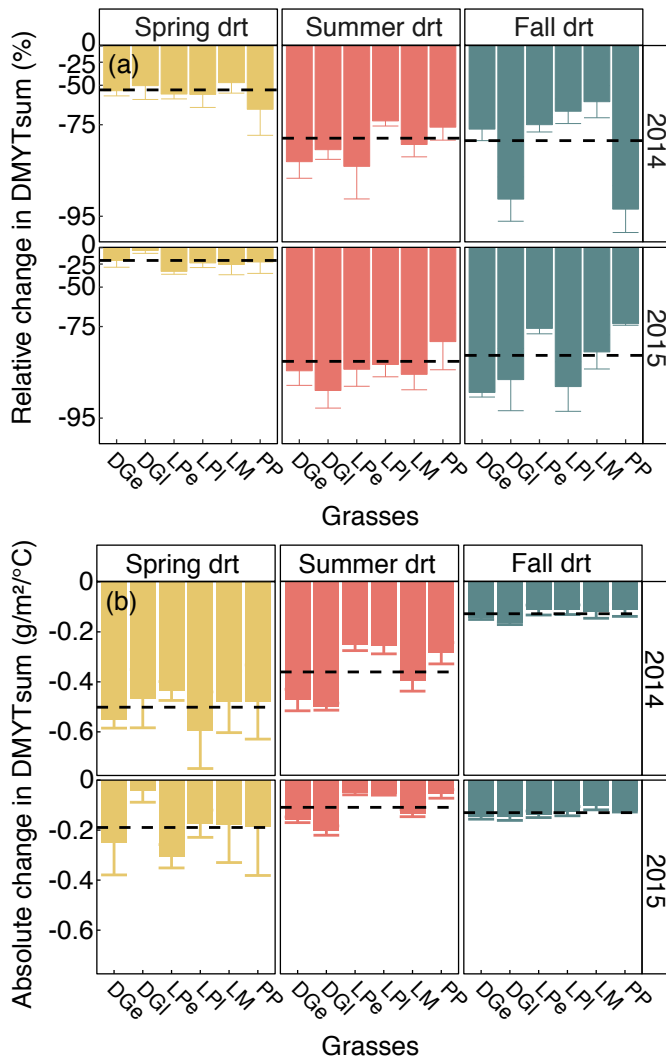 Spring drt Summer drt Fall drt
Relative change in DMYTsum (%)
(a)
0
-25
-50
-75
-95
2014
0
-25
-50
-75
-95
2015
DGe DGl LPe LPl LM PP DGe DGl LPe LPl LM PP DGe DGl LPe LPl LM PP
Grasses
Spring drt Summer drt Fall drt
Absolute change in DMYTsum (g/m²/°C)
(b)
0
-0.2
-0.4
-0.6
2014
0
-0.2
-0.4
-0.6
2015
DGe DGl LPe LPl LM PP DGe DGl LPe LPl LM PP DGe DGl LPe LPl LM PP
Grasses